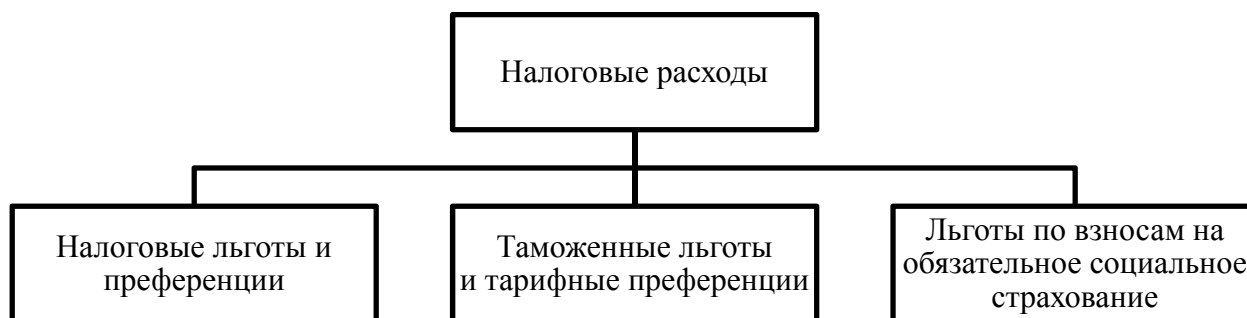 Налоговые расходы
Налоговые льготы и
преференции
Таможенные льготы
и тарифные преференции
Льготы по взносам на
обязательное социальное
страхование